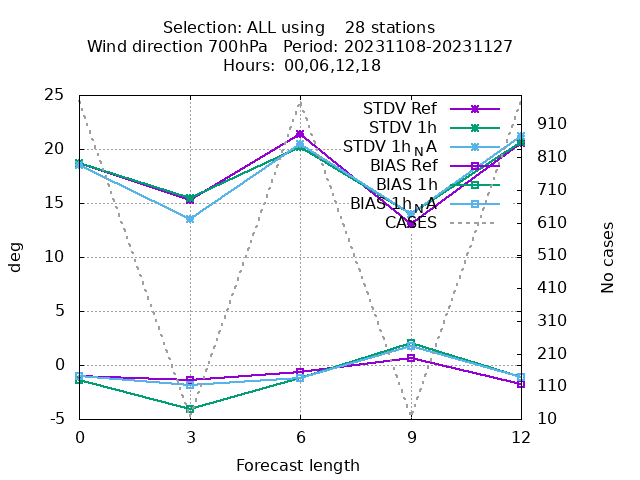 Selection: ALL using    28 stations
Wind direction 700hPa   Period: 20231108-20231127
Hours:  00,06,12,18
25
20
15
10
5
0
-5
deg
910
810
710
610
510
410
310
210
110
10
No cases
STDV Ref
STDV 1h
STDV 1h_NA
BIAS Ref
BIAS 1h
BIAS 1h_NA
CASES
0 3 6 9 12
Forecast length